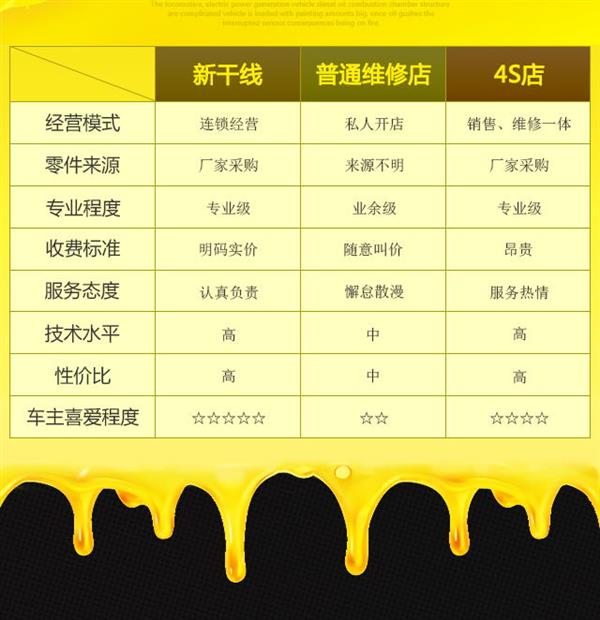 The locomotive, electric power generation vehicle diesel oil combustion chamber structure
are complicated vehicle is loaded with painting amounts big, once oil gushes the
interrupted serious consequences being on fire.
新干线 普通维修店 4S店
经营模式 连锁经营 私人开店 销售、维修一体
零件来源 厂家采购 来源不明 厂家采购
专业程度 专业级 业余级 专业级
收费标准 明码实价 随意叫价 昂贵
服务态度 认真负责 懈怠散漫 服务热情
技术水平 高 中 高
性价比 高 中 高
车主喜爱程度 ☆☆☆☆☆ ☆☆ ☆☆☆☆